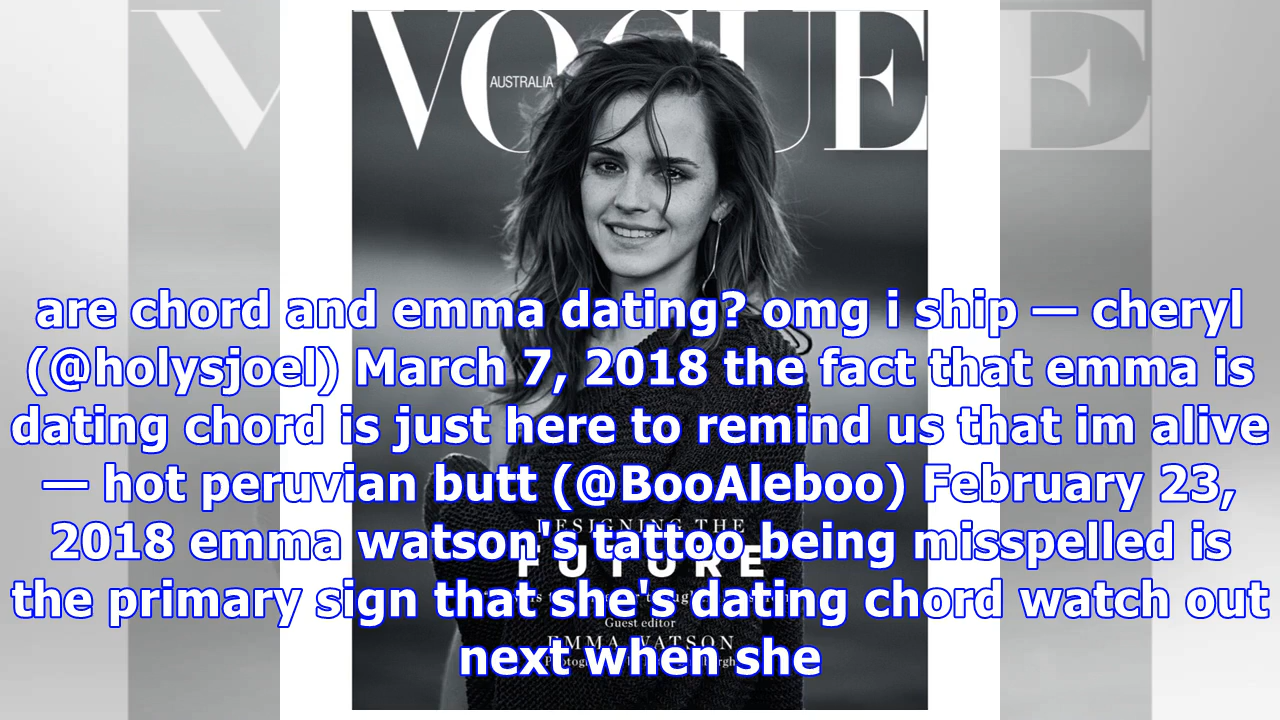 VOGUE
AUSTRALIA
are chord and emma dating? omg i ship — cheryl
(@holysjoel) March 7, 2018 the fact that emma is
dating chord is just here to remind us that im alive
— hot peruvian butt (@BooAleboo) February 23,
DESIGNING THE
2018 emma watson's tattoo being misspelled is
FUTURE
the primary sign that she's dating chord watch out
Guest editor
EMMA WATSON
next when she